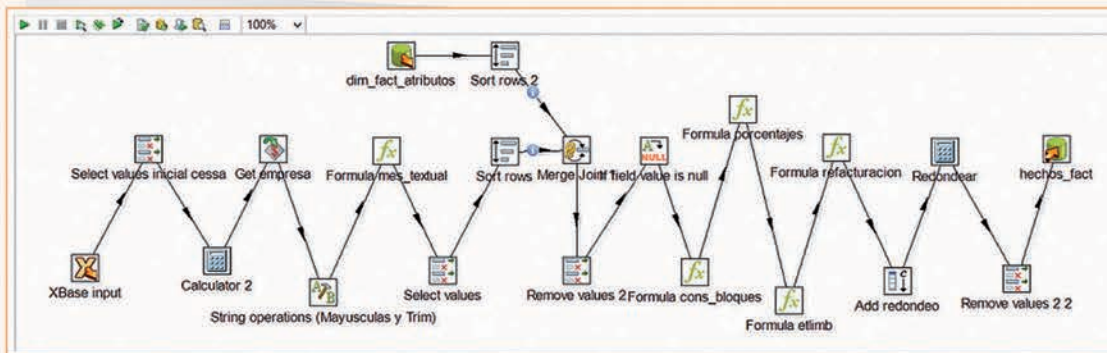 100%
dim_fact_atributos
Sort rows 2
Formula porcentajes
Select values inicial cessa
Get empresa
Formula mes_textual
Sort rows
Merge Join 1
If field value is null
Formula refacturacion
Redondear
hechos_fact
XBase input
Calculator 2
String operations (Mayusculas y Trim)
Select values
Remove values 2
Formula cons_bloques
Formula etlimb
Add redondeo
Remove values 2 2
A
NULL